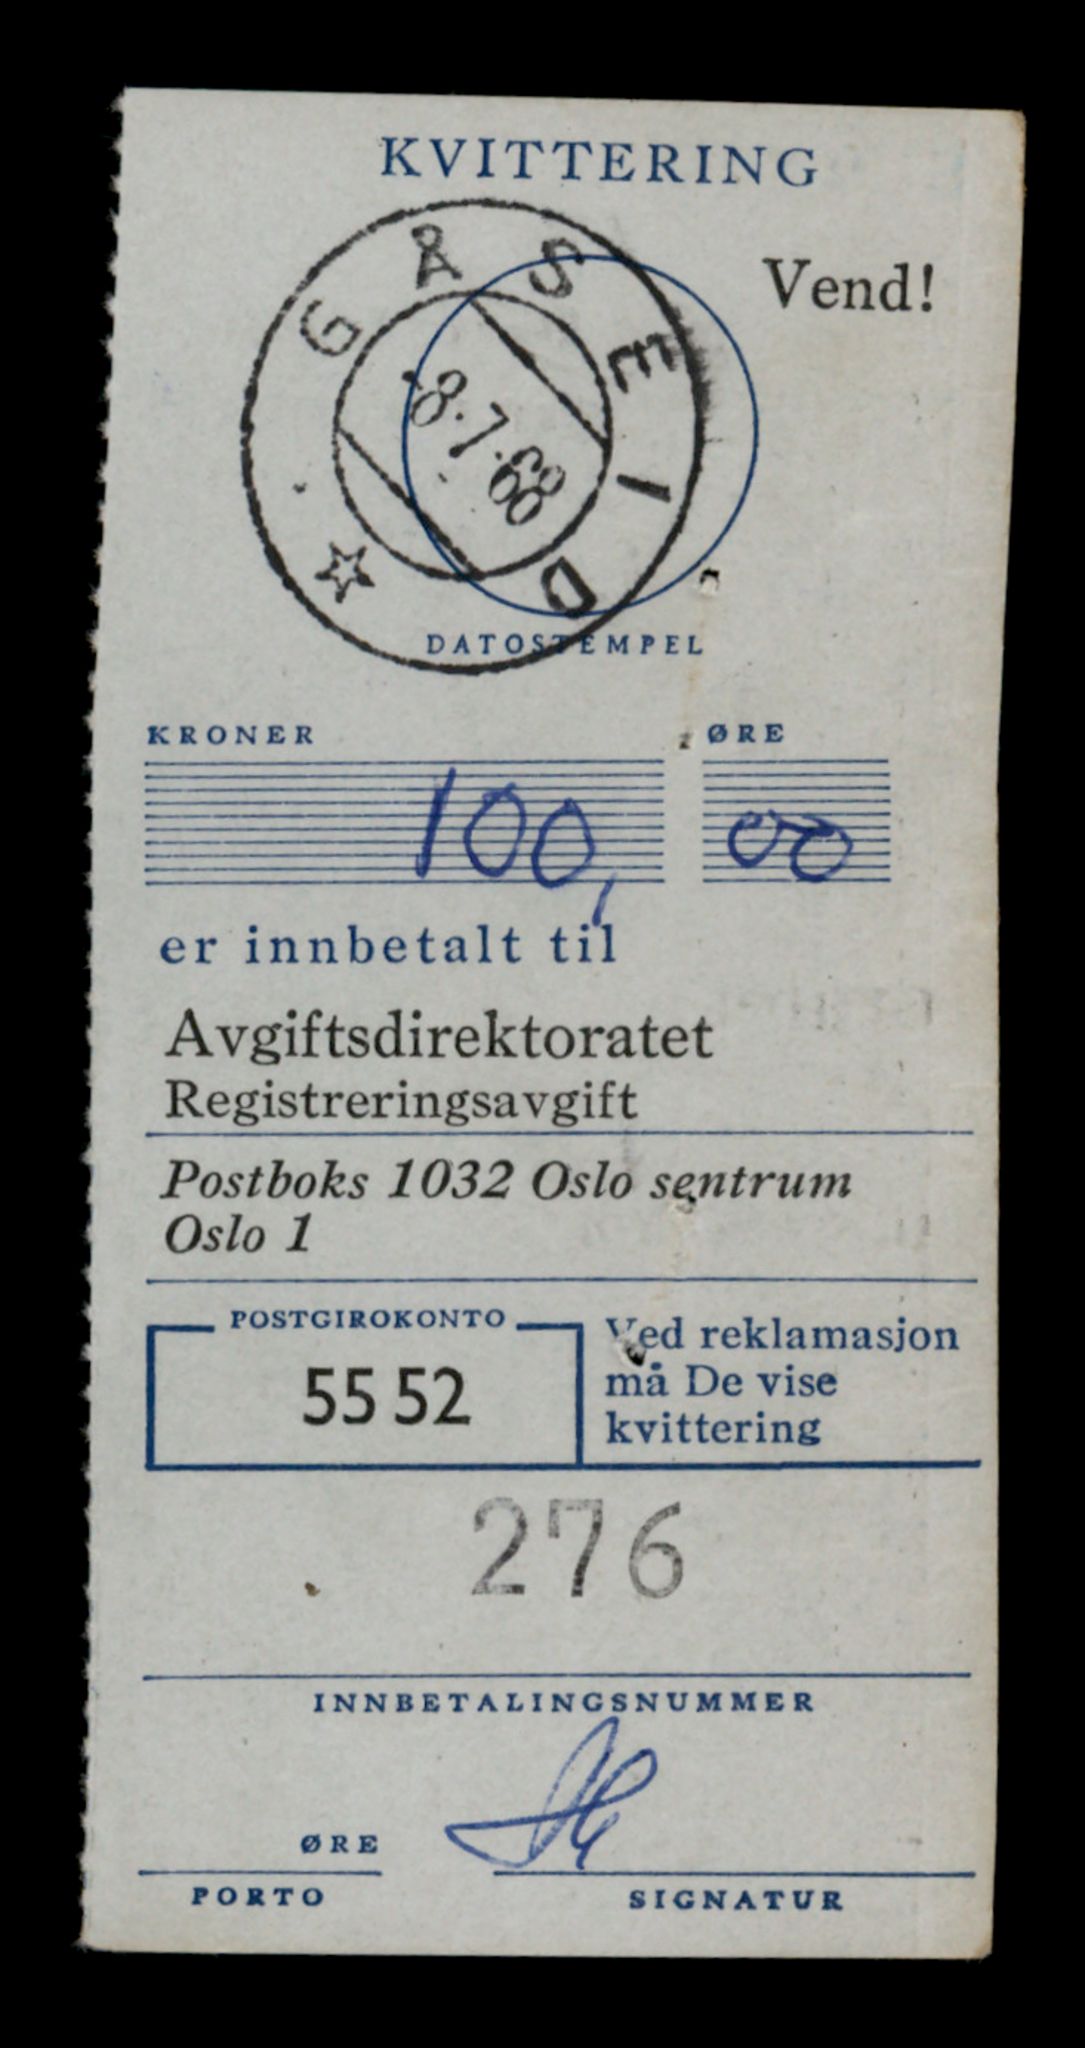 KVITTERING
GÅSEID
Vend!
-8.7.68
DATOSTEMPEL
KRONER ØRE
100, 00
er innbetalt til
Avgiftsdirektoratet
Registreringsavgift
Postboks 1032 Oslo sentrum
Oslo 1
POSTGIROKONTO
55 52
Ved reklamasjon
må De vise
kvittering
276
INNBETALINGSNUMMER
ØRE
PORTO
SIGNATUR